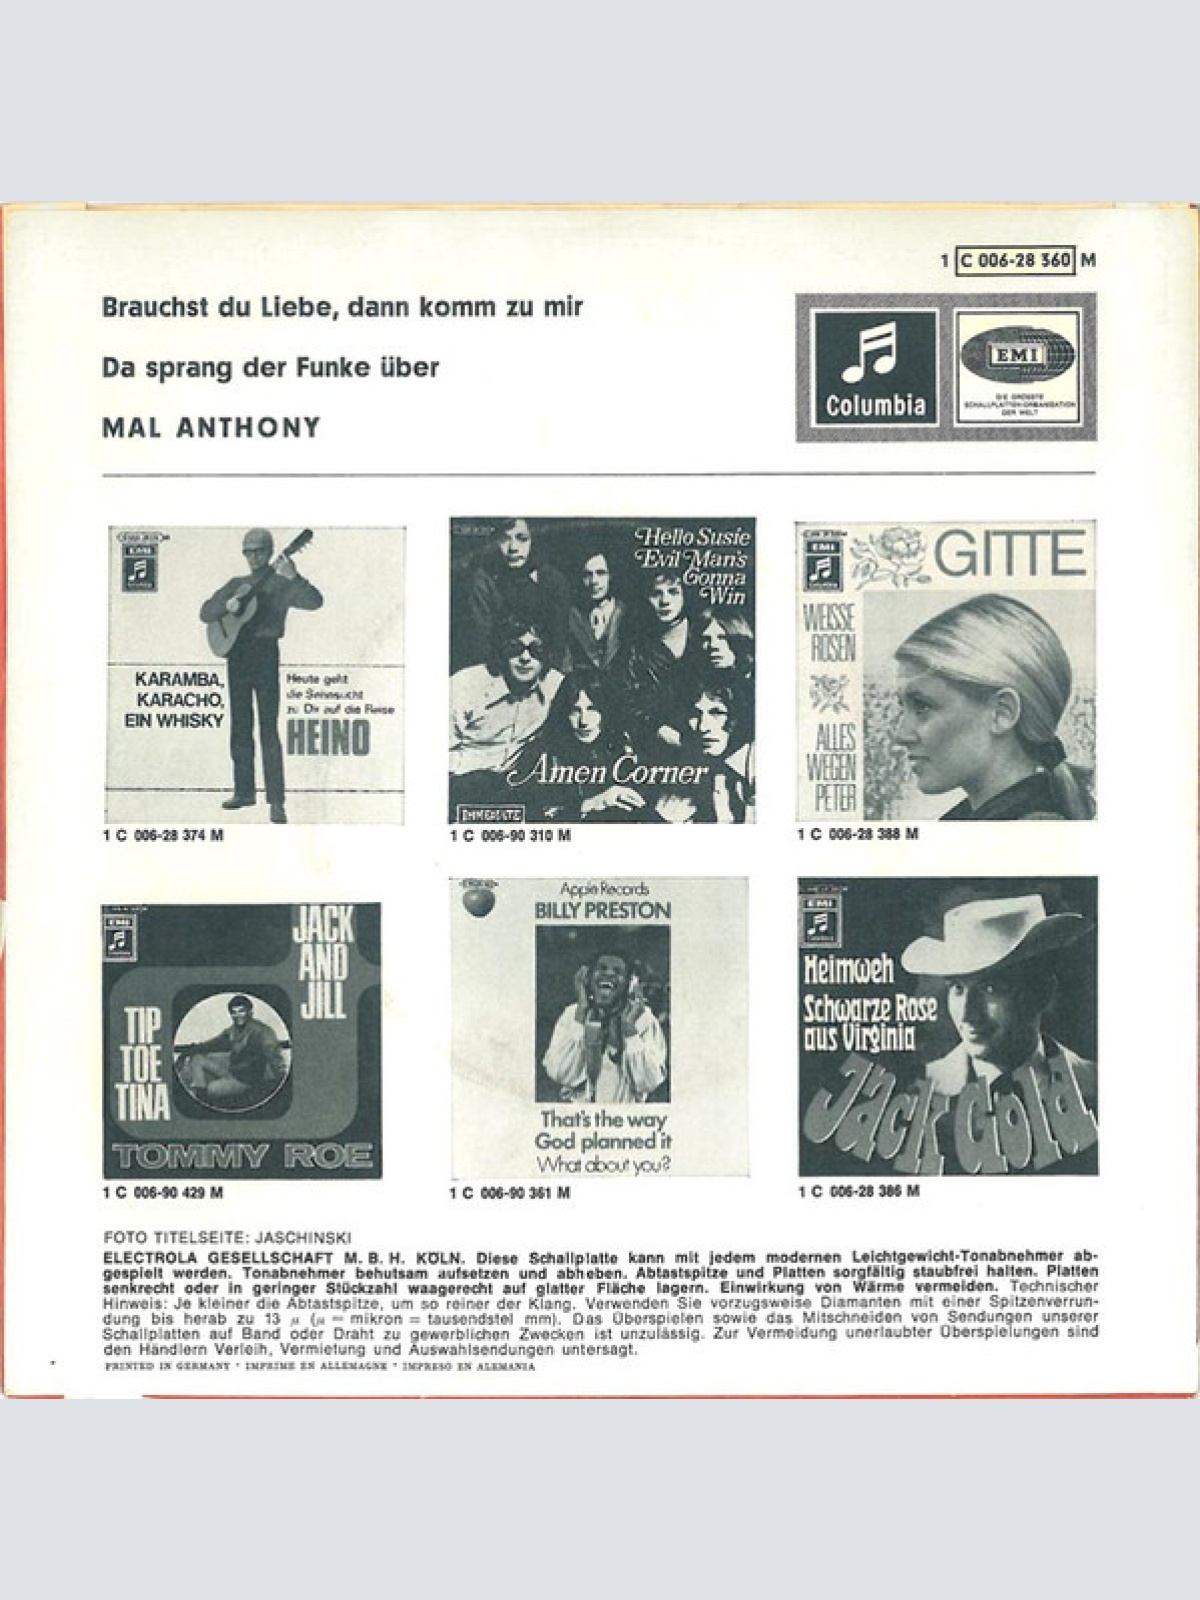 1 C 006-28 360 M
Brauchst du Liebe, dann komm zu mir
Da sprang der Funke über
MAL ANTHONY
Columbia
EMI
DIE GRÖSSTE
SCHALLPLATTEN-ORGANISATION
DER WELT
EMI
KARAMBA,
KARACHO,
EIN WHISKY
Heute geht
die Sehnsucht
zu Dir auf die Reise
HEINO
1 C 006-28 374 M
Hello Susie
Evil Man's
Gonna
Win
Amen Corner
IMMEDIATE
1 C 006-90 310 M
EMI
GITTE
WEISSE
ROSEN
ALLES
WEGEN
PETER
1 C 006-28 388 M
EMI
JACK
AND
JILL
TIP
TOE
TINA
TOMMY ROE
1 C 006-90 429 M
Apple Records
BILLY PRESTON
That's the way
God planned it
What about you?
1 C 006-90 361 M
EMI
Heimweh
Schwarze Rose
aus Virginia
Jack Gold
1 C 006-28 386 M
FOTO TITELSEITE: JASCHINSKI
ELECTROLA GESELLSCHAFT M. B. H. KÖLN. Diese Schallplatte kann mit jedem modernen Leichtgewicht-Tonabnehmer ab-
gespielt werden. Tonabnehmer behutsam aufsetzen und abheben. Abtastspitze und Platten sorgfältig staubfrei halten. Platten
senkrecht oder in geringer Stückzahl waagerecht auf glatter Fläche lagern. Einwirkung von Wärme vermeiden. Technischer
Hinweis: Je kleiner die Abtastspitze, um so reiner der Klang. Verwenden Sie vorzugsweise Diamanten mit einer Spitzenverrun-
dung bis herab zu 13 µ (µ = mikron = tausendstel mm). Das Überspielen sowie das Mitschneiden von Sendungen unserer
Schallplatten auf Band oder Draht zu gewerblichen Zwecken ist unzulässig. Zur Vermeidung unerlaubter Überspielungen sind
den Händlern Verleih, Vermietung und Auswahlsendungen untersagt.
PRINTED IN GERMANY · IMPRIME EN ALLEMAGNE · IMPRESO EN ALEMANIA